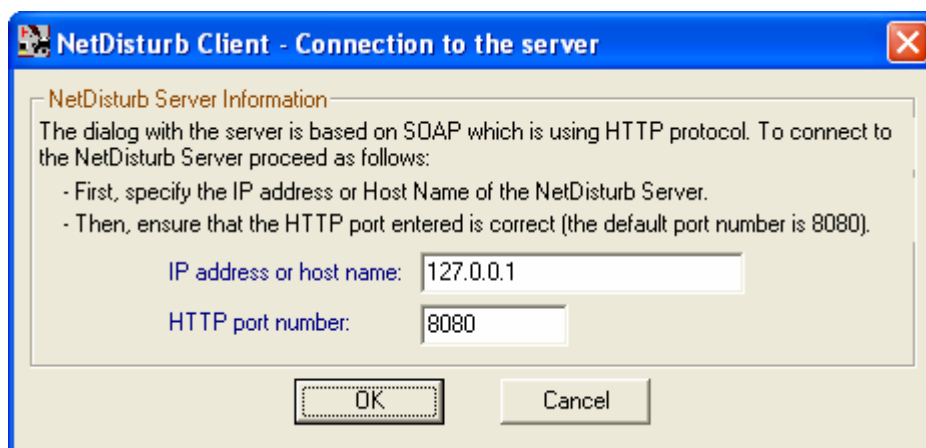 NetDisturb Client - Connection to the server
NetDisturb Server Information
The dialog with the server is based on SOAP which is using HTTP protocol. To connect to
the NetDisturb Server proceed as follows:
- First, specify the IP address or Host Name of the NetDisturb Server.
- Then, ensure that the HTTP port entered is correct (the default port number is 8080).
IP address or host name: 127.0.0.1
HTTP port number: 8080
OK Cancel